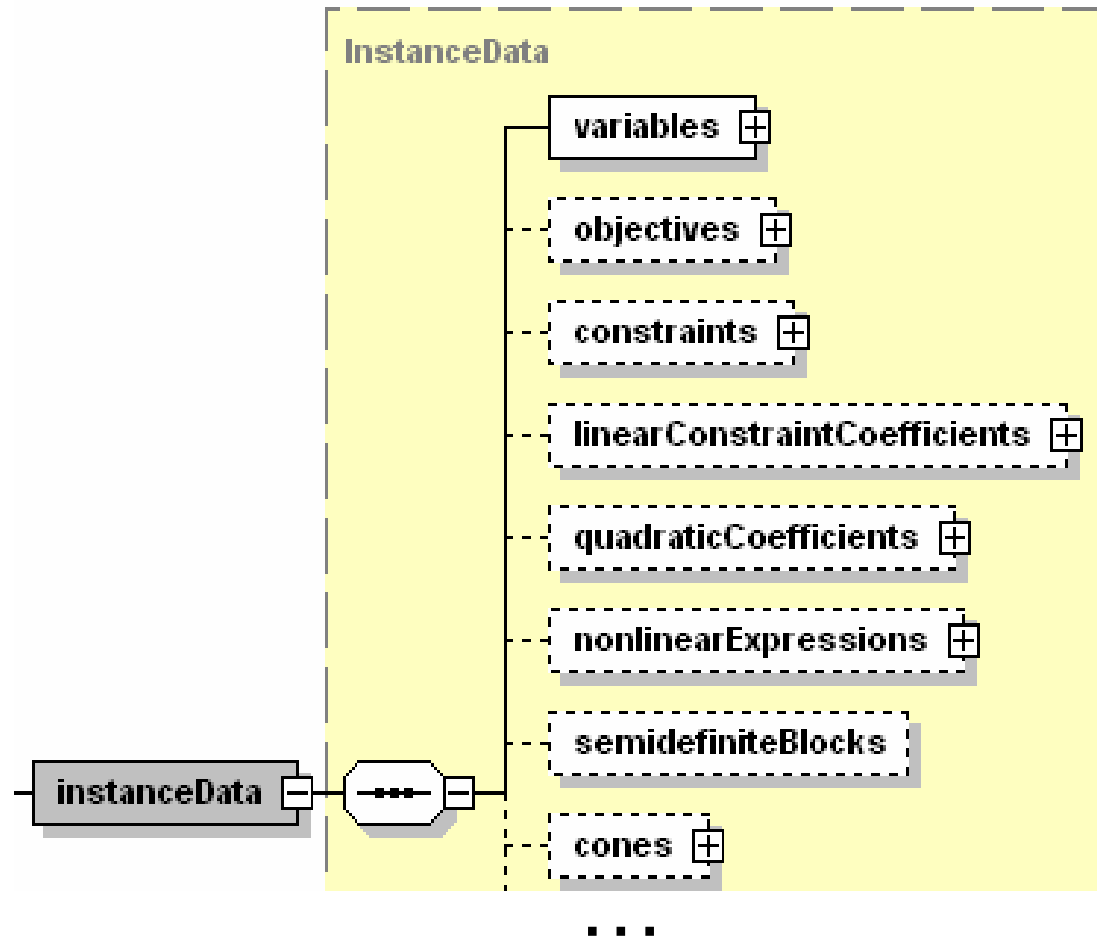 InstanceData
variables
objectives
constraints
linearConstraintCoefficients
quadraticCoefficients
nonlinearExpressions
semidefiniteBlocks
instanceData
cones
...